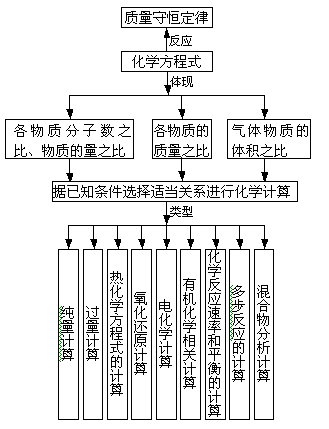 质量守恒定律
反应
化学方程式
体现
各物质分子数之
比、物质的量之比
各物质的
质量之比
气体物质的
体积之比
据已知条件选择适当关系进行化学计算
类型
纯量计算
过量计算
热化学方程式的计算
氧化还原计算
电化学计算
有机化学相关计算
化学反应速率和平衡的计算
多步反应的计算
混合物分析计算